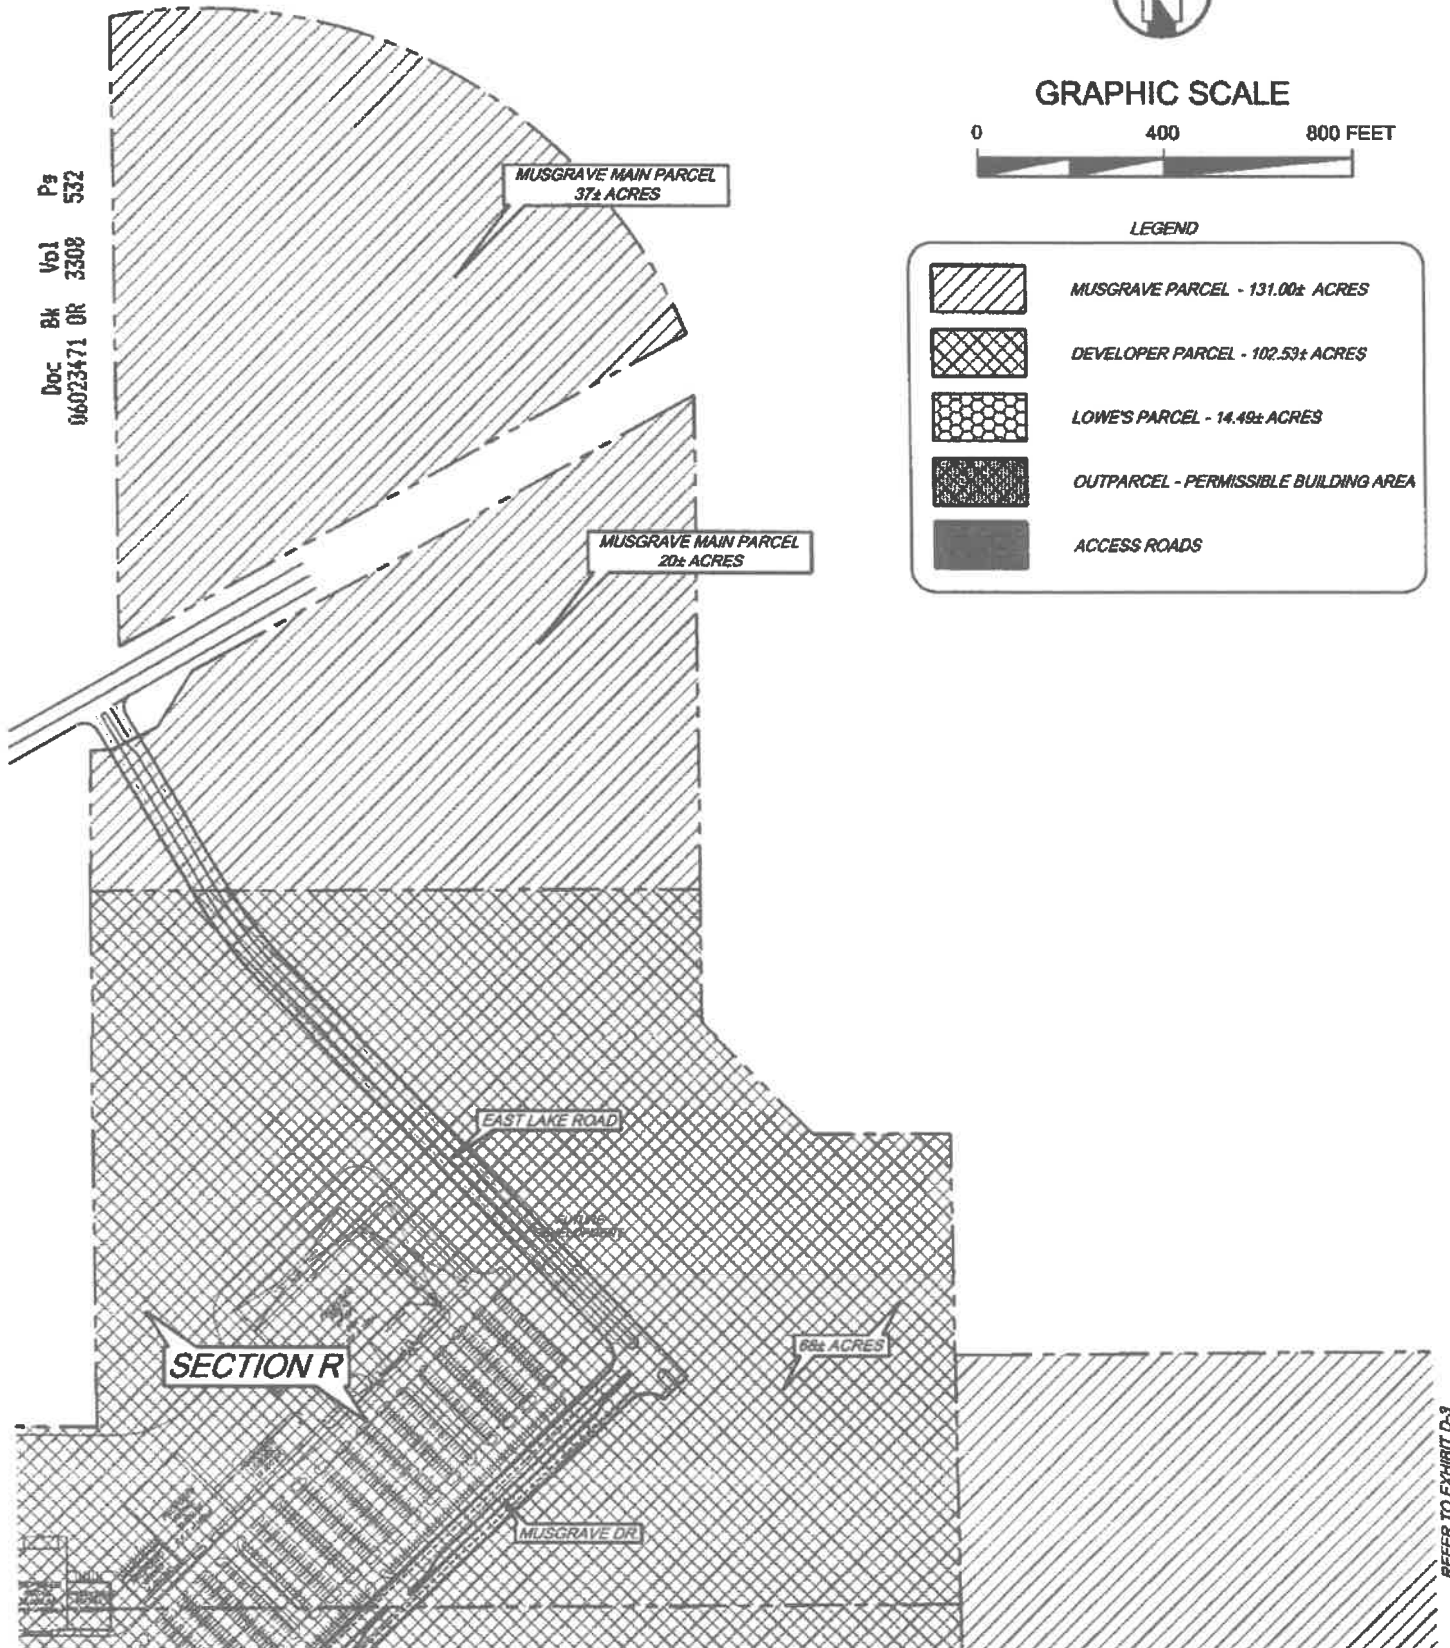 N
GRAPHIC SCALE
0 400 800 FEET
Doc Bk Vol Pg
06023471 OR 3308 532
MUSGRAVE MAIN PARCEL
37± ACRES
LEGEND
MUSGRAVE PARCEL - 131.00± ACRES
DEVELOPER PARCEL - 102.53± ACRES
LOWE'S PARCEL - 14.49± ACRES
OUTPARCEL - PERMISSIBLE BUILDING AREA
ACCESS ROADS
MUSGRAVE MAIN PARCEL
20± ACRES
EAST LAKE ROAD
FUTURE
DEVELOPMENT
68± ACRES
SECTION R
MUSGRAVE DR
REFER TO EXHIBIT D-3